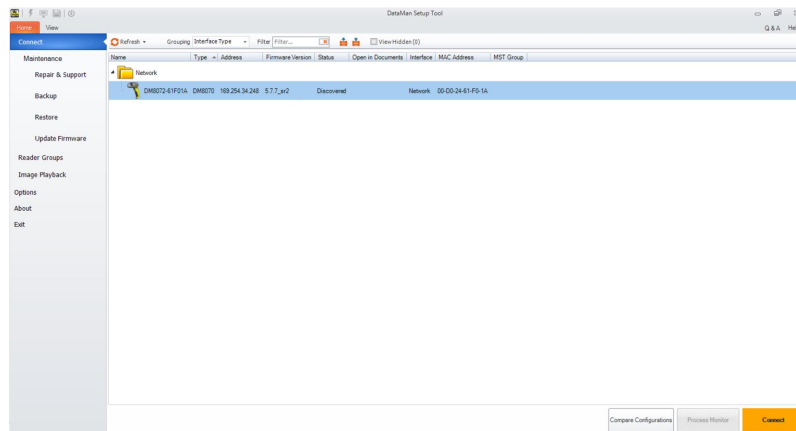 DataMan Setup Tool
Home View
Q & A
Connect
Maintenance
Repair & Support
Backup
Restore
Update Firmware
Reader Groups
Image Playback
Options
About
Exit
Refresh Grouping Interface Type Filter Filter... View Hidden (0)
Name Type Address Firmware Version Status Open in Documents Interface MAC Address MST Group
Network
DM8072-61F01A DM8070 169.254.34.248 5.7.7_sr2 Discovered Network 00-D0-24-61-F0-1A
Compare Configurations Process Monitor Connect